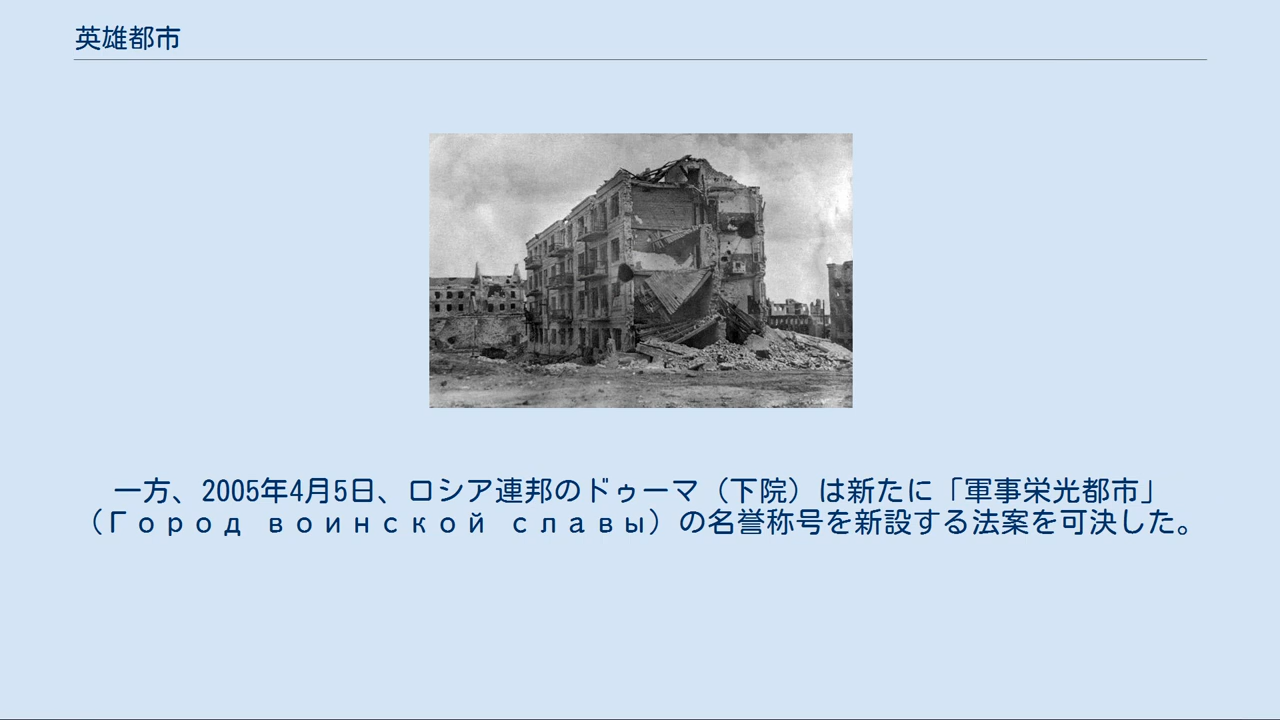 英雄都市
一方、2005年4月5日、ロシア連邦のドゥーマ（下院）は新たに「軍事栄光都市」
（Город воинской славы）の名誉称号を新設する法案を可決した。